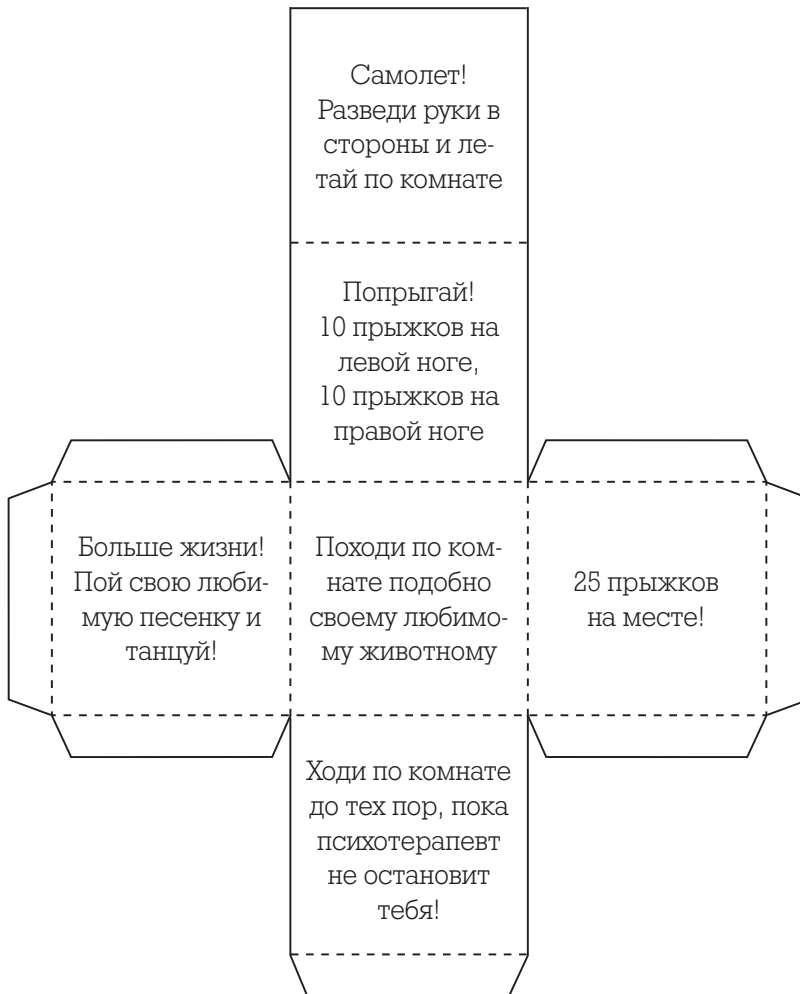 Самолет!
Разведи руки в
стороны и ле-
тай по комнате
Попрыгай!
10 прыжков на
левой ноге,
10 прыжков на
правой ноге
Больше жизни!
Пой свою люби-
мую песенку и
танцуй!
Походи по ком-
нате подобно
своему любимо-
му животному
25 прыжков
на месте!
Ходи по комнате
до тех пор, пока
психотерапевт
не остановит
тебя!